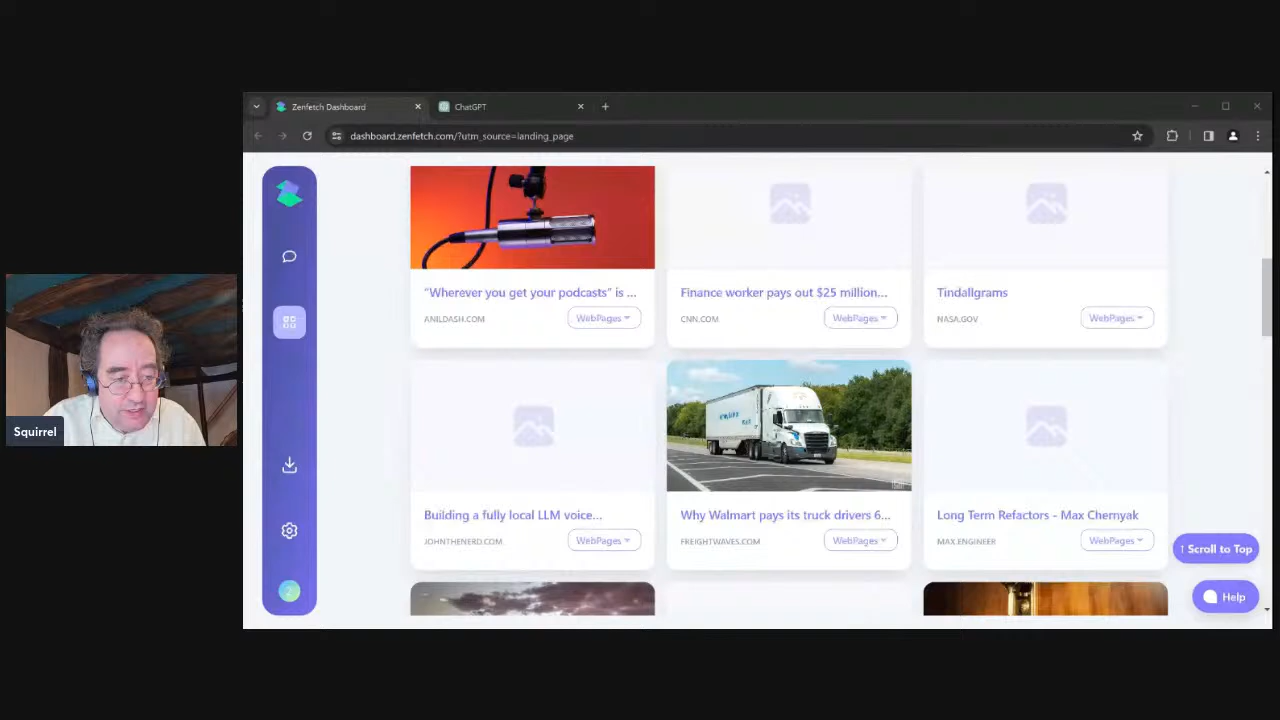 Zenfetch Dashboard
ChatGPT
dashboard.zenfetch.com/?utm_source=landing_page
“Wherever you get your podcasts” is ...
ANILDASH.COM
WebPages
Finance worker pays out $25 million...
CNN.COM
WebPages
Tindallgrams
NASA.GOV
WebPages
Building a fully local LLM voice...
JOHNTHENERD.COM
WebPages
Why Walmart pays its truck drivers 6...
FREIGHTWAVES.COM
WebPages
Long Term Refactors - Max Chernyak
MAX.ENGINEER
WebPages
↑ Scroll to Top
Help
Squirrel